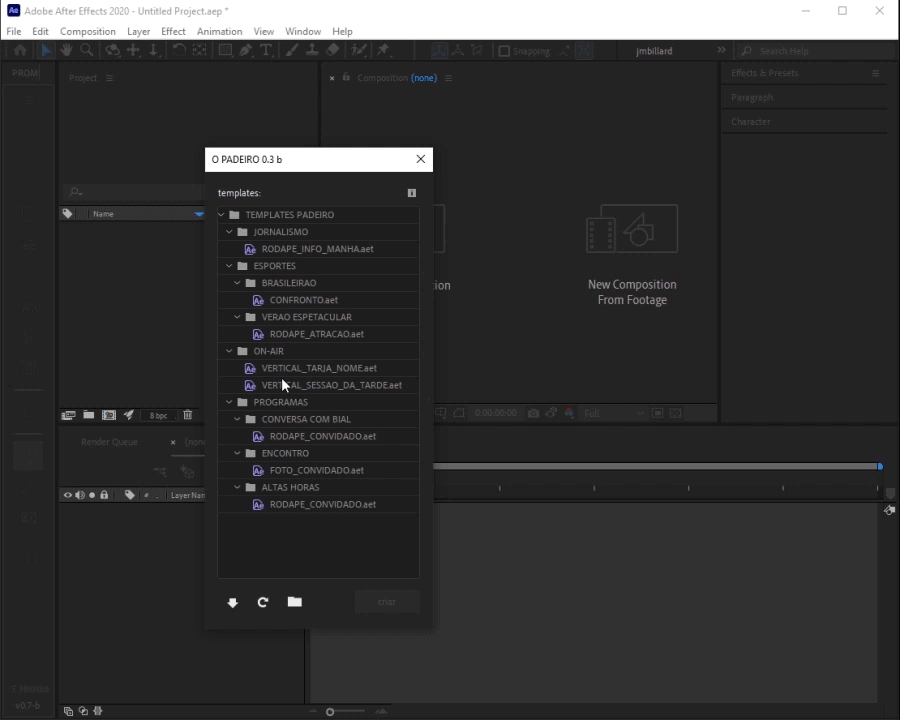 Adobe After Effects 2020 - Untitled Project.aep *
File Edit Composition Layer Effect Animation View Window Help
Snapping
jmbillard
Search Help
Project
Composition (none)
Effects & Presets
Paragraph
Character
Name
O PADEIRO 0.3 b
templates:
TEMPLATES PADEIRO
JORNALISMO
RODAPE_INFO_MANHA.aet
ESPORTES
BRASILEIRAO
CONFRONTO.aet
VERAO ESPETACULAR
RODAPE_ATRACAO.aet
ON-AIR
VERTICAL_TARJA_NOME.aet
VERTICAL_SESSAO_DA_TARDE.aet
PROGRAMAS
CONVERSA COM BIAL
RODAPE_CONVIDADO.aet
ENCONTRO
FOTO_CONVIDADO.aet
ALTAS HORAS
RODAPE_CONVIDADO.aet
criar
New Composition
From Footage
8 bpc
0:00:00:00
Full
Render Queue
# . Layer Nam
v0.7-b